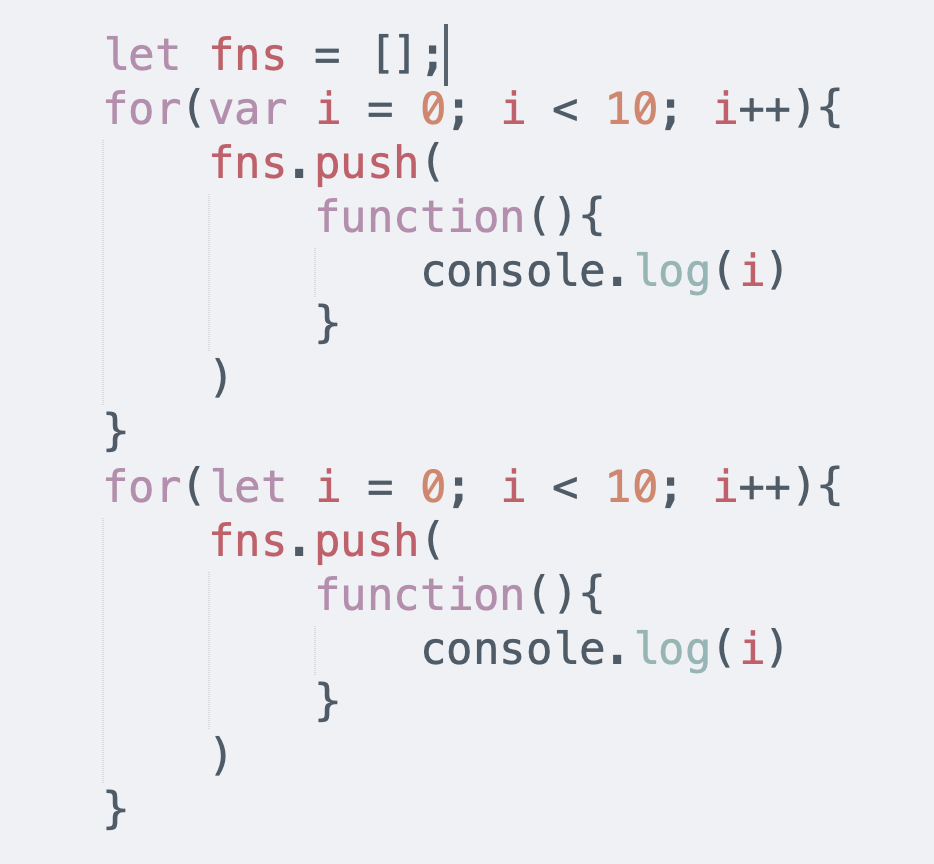 let fns = [];
for(var i = 0; i < 10; i++){
    fns.push(
        function(){
            console.log(i)
        }
    )
}
for(let i = 0; i < 10; i++){
    fns.push(
        function(){
            console.log(i)
        }
    )
}